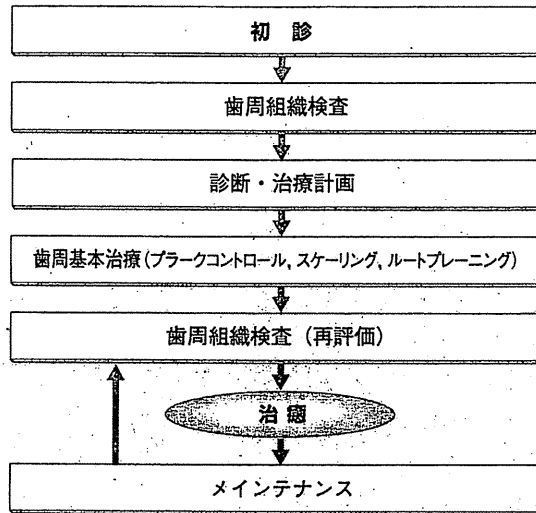 初診
歯周組織検査
診断・治療計画
歯周基本治療(プラークコントロール, スケーリング, ルートプレーニング)
歯周組織検査(再評価)
治癒
メインテナンス